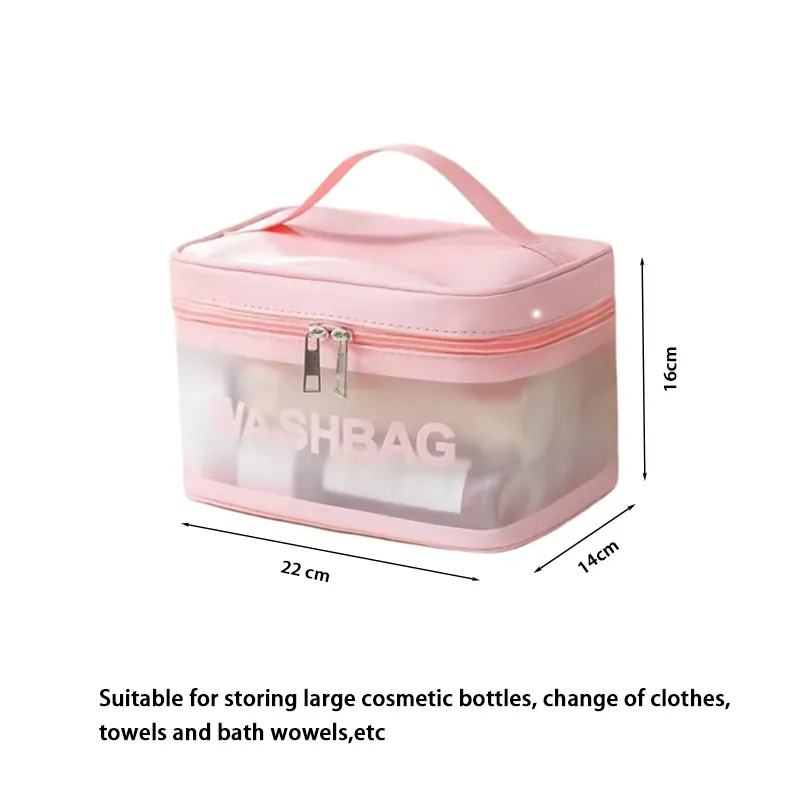 WASHBAG
16cm
14cm
22 cm
Suitable for storing large cosmetic bottles, change of clothes,
towels and bath wowels,etc